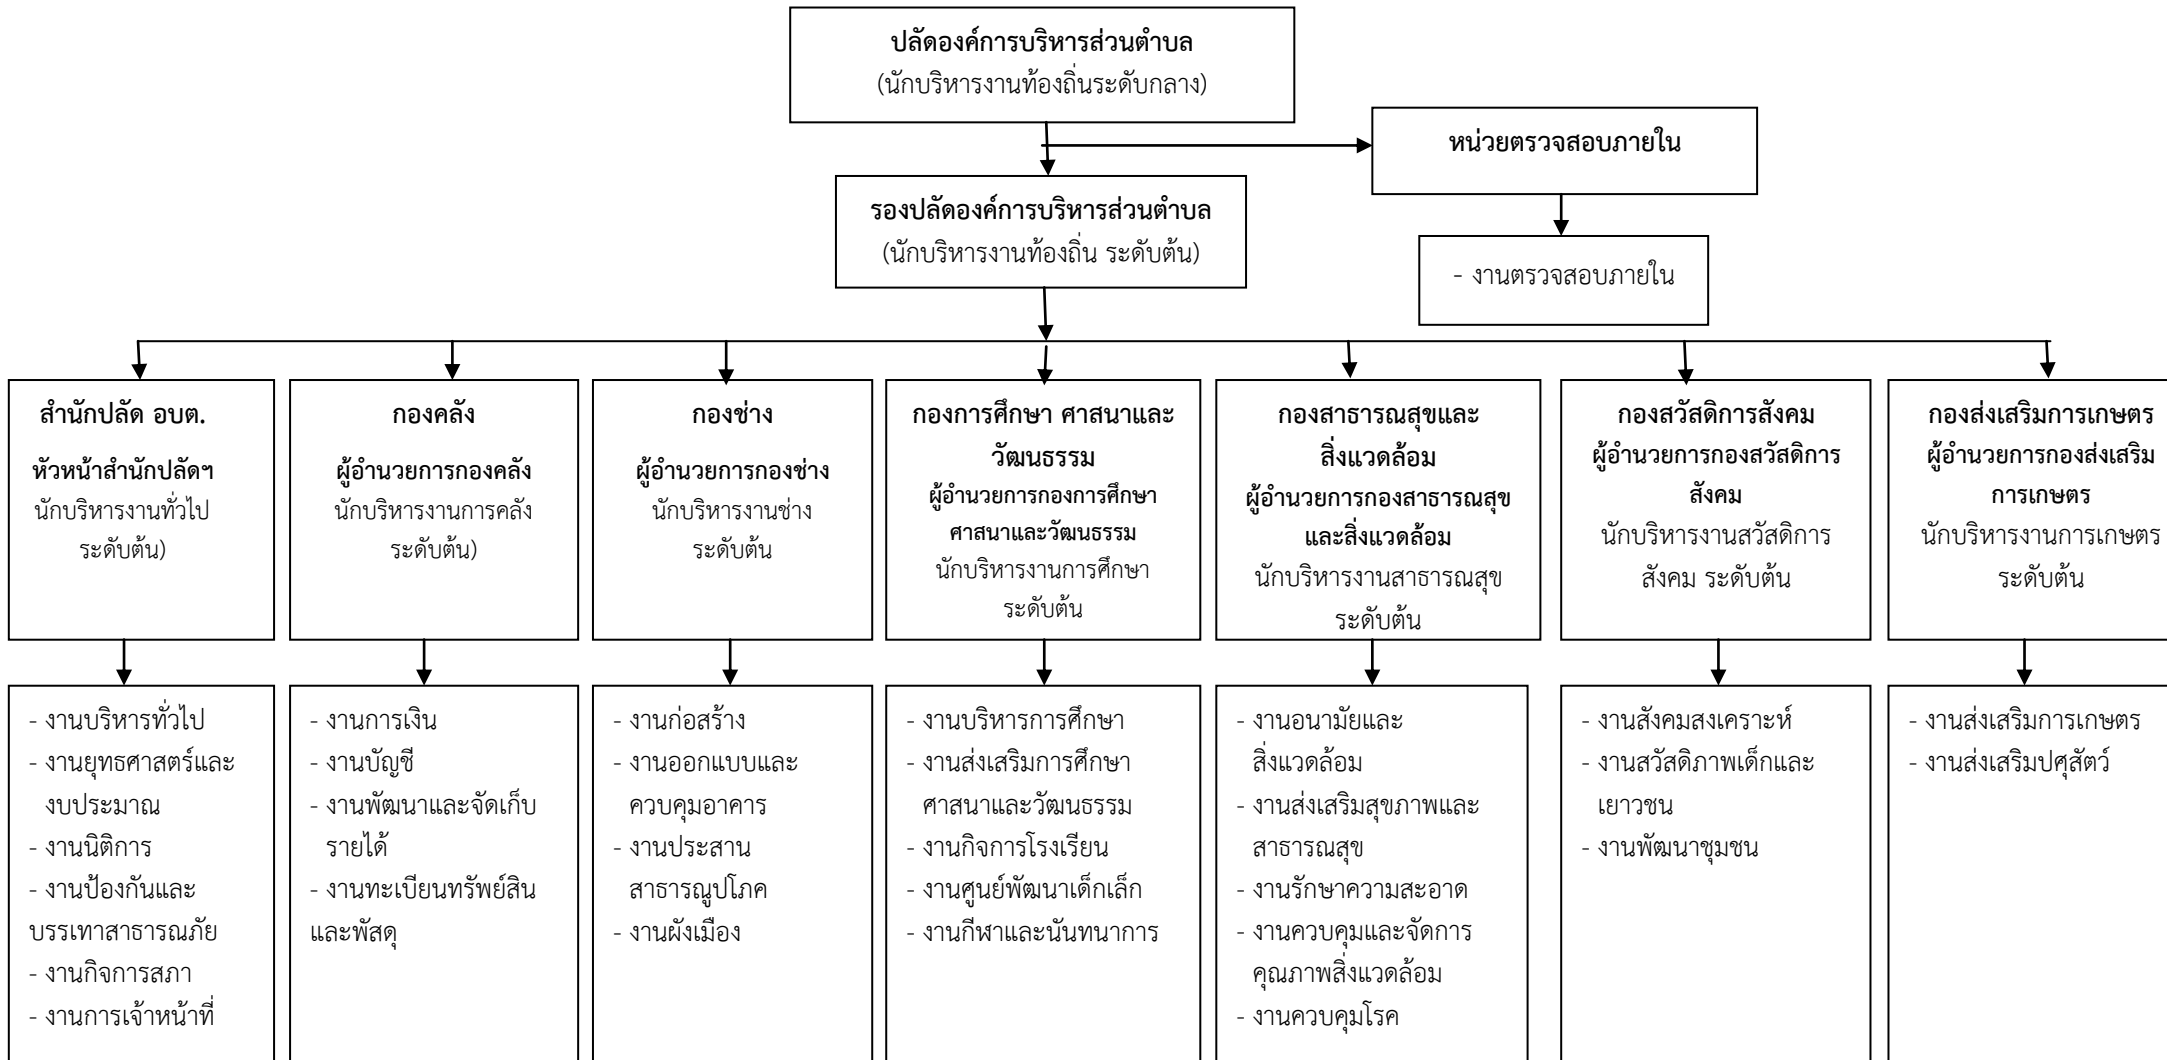 ปลัดองค์การบริหารส่วนตำบล
(นักบริหารงานท้องถิ่นระดับกลาง)
หน่วยตรวจสอบภายใน
รองปลัดองค์การบริหารส่วนตำบล
(นักบริหารงานท้องถิ่น ระดับต้น)
- งานตรวจสอบภายใน
สำนักปลัด อบต.
หัวหน้าสำนักปลัดฯ
นักบริหารงานทั่วไป
ระดับต้น)
กองคลัง
ผู้อำนวยการกองคลัง
นักบริหารงานการคลัง
ระดับต้น)
กองช่าง
ผู้อำนวยการกองช่าง
นักบริหารงานช่าง
ระดับต้น
กองการศึกษา ศาสนาและ
วัฒนธรรม
ผู้อำนวยการกองการศึกษา
ศาสนาและวัฒนธรรม
นักบริหารงานการศึกษา
ระดับต้น
กองสาธารณสุขและ
สิ่งแวดล้อม
ผู้อำนวยการกองสาธารณสุข
และสิ่งแวดล้อม
นักบริหารงานสาธารณสุข
ระดับต้น
กองสวัสดิการสังคม
ผู้อำนวยการกองสวัสดิการ
สังคม
นักบริหารงานสวัสดิการ
สังคม ระดับต้น
กองส่งเสริมการเกษตร
ผู้อำนวยการกองส่งเสริม
การเกษตร
นักบริหารงานการเกษตร
ระดับต้น
- งานบริหารทั่วไป
- งานยุทธศาสตร์และ
งบประมาณ
- งานนิติการ
- งานป้องกันและ
บรรเทาสาธารณภัย
- งานกิจการสภา
- งานการเจ้าหน้าที่
- งานการเงิน
- งานบัญชี
- งานพัฒนาและจัดเก็บ
รายได้
- งานทะเบียนทรัพย์สิน
และพัสดุ
- งานก่อสร้าง
- งานออกแบบและ
ควบคุมอาคาร
- งานประสาน
สาธารณูปโภค
- งานผังเมือง
- งานบริหารการศึกษา
- งานส่งเสริมการศึกษา
ศาสนาและวัฒนธรรม
- งานกิจการโรงเรียน
- งานศูนย์พัฒนาเด็กเล็ก
- งานกีฬาและนันทนาการ
- งานอนามัยและ
สิ่งแวดล้อม
- งานส่งเสริมสุขภาพและ
สาธารณสุข
- งานรักษาความสะอาด
- งานควบคุมและจัดการ
คุณภาพสิ่งแวดล้อม
- งานควบคุมโรค
- งานสังคมสงเคราะห์
- งานสวัสดิภาพเด็กและ
เยาวชน
- งานพัฒนาชุมชน
- งานส่งเสริมการเกษตร
- งานส่งเสริมปศุสัตว์